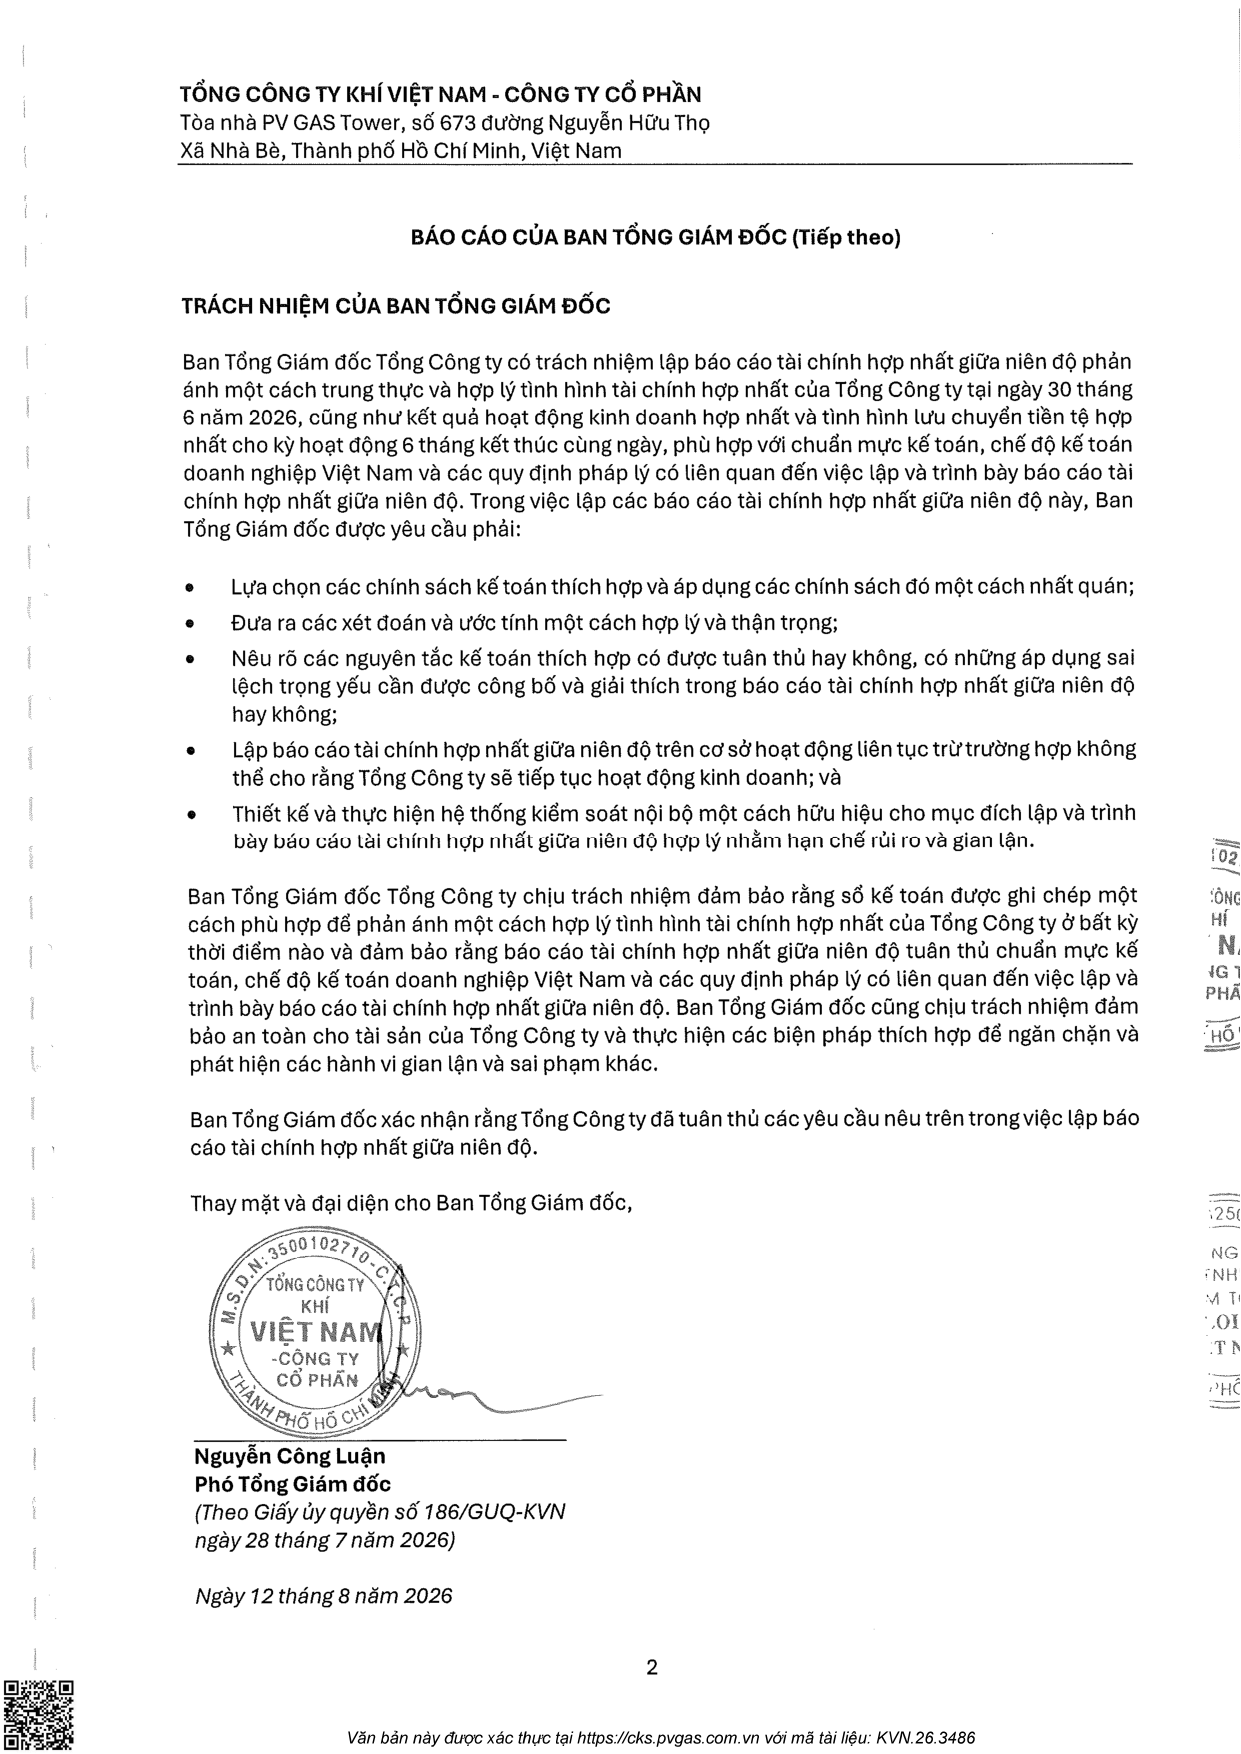 TỔNG CÔNG TY KHÍ VIỆT NAM - CÔNG TY CỔ PHẦN
Tòa nhà PV GAS Tower, số 673 đường Nguyễn Hữu Thọ
Xã Nhà Bè, Thành phố Hồ Chí Minh, Việt Nam
BÁO CÁO CỦA BAN TỔNG GIÁM ĐỐC (Tiếp theo)
TRÁCH NHIỆM CỦA BAN TỔNG GIÁM ĐỐC
Ban Tổng Giám đốc Tổng Công ty có trách nhiệm lập báo cáo tài chính hợp nhất giữa niên độ phản
ánh một cách trung thực và hợp lý tình hình tài chính hợp nhất của Tổng Công ty tại ngày 30 tháng
6 năm 2026, cũng như kết quả hoạt động kinh doanh hợp nhất và tình hình lưu chuyển tiền tệ hợp
nhất cho kỳ hoạt động 6 tháng kết thúc cùng ngày, phù hợp với chuẩn mực kế toán, chế độ kế toán
doanh nghiệp Việt Nam và các quy định pháp lý có liên quan đến việc lập và trình bày báo cáo tài
chính hợp nhất giữa niên độ. Trong việc lập các báo cáo tài chính hợp nhất giữa niên độ này, Ban
Tổng Giám đốc được yêu cầu phải:
• Lựa chọn các chính sách kế toán thích hợp và áp dụng các chính sách đó một cách nhất quán;
• Đưa ra các xét đoán và ước tính một cách hợp lý và thận trọng;
• Nêu rõ các nguyên tắc kế toán thích hợp có được tuân thủ hay không, có những áp dụng sai
lệch trọng yếu cần được công bố và giải thích trong báo cáo tài chính hợp nhất giữa niên độ
hay không;
• Lập báo cáo tài chính hợp nhất giữa niên độ trên cơ sở hoạt động liên tục trừ trường hợp không
thể cho rằng Tổng Công ty sẽ tiếp tục hoạt động kinh doanh; và
• Thiết kế và thực hiện hệ thống kiểm soát nội bộ một cách hữu hiệu cho mục đích lập và trình
bày báo cáo tài chính hợp nhất giữa niên độ hợp lý nhằm hạn chế rủi ro và gian lận.
Ban Tổng Giám đốc Tổng Công ty chịu trách nhiệm đảm bảo rằng sổ kế toán được ghi chép một
cách phù hợp để phản ánh một cách hợp lý tình hình tài chính hợp nhất của Tổng Công ty ở bất kỳ
thời điểm nào và đảm bảo rằng báo cáo tài chính hợp nhất giữa niên độ tuân thủ chuẩn mực kế
toán, chế độ kế toán doanh nghiệp Việt Nam và các quy định pháp lý có liên quan đến việc lập và
trình bày báo cáo tài chính hợp nhất giữa niên độ. Ban Tổng Giám đốc cũng chịu trách nhiệm đảm
bảo an toàn cho tài sản của Tổng Công ty và thực hiện các biện pháp thích hợp để ngăn chặn và
phát hiện các hành vi gian lận và sai phạm khác.
Ban Tổng Giám đốc xác nhận rằng Tổng Công ty đã tuân thủ các yêu cầu nêu trên trong việc lập báo
cáo tài chính hợp nhất giữa niên độ.
Thay mặt và đại diện cho Ban Tổng Giám đốc,
M.S.D.N: 3500102710-C.T.C.P
TỔNG CÔNG TY
KHÍ
VIỆT NAM
-CÔNG TY
CỔ PHẦN
THÀNH PHỐ HỒ CHÍ MINH
Nguyễn Công Luận
Phó Tổng Giám đốc
(Theo Giấy ủy quyền số 186/GUQ-KVN
ngày 28 tháng 7 năm 2026)
Ngày 12 tháng 8 năm 2026
2
Văn bản này được xác thực tại https://cks.pvgas.com.vn với mã tài liệu: KVN.26.3486